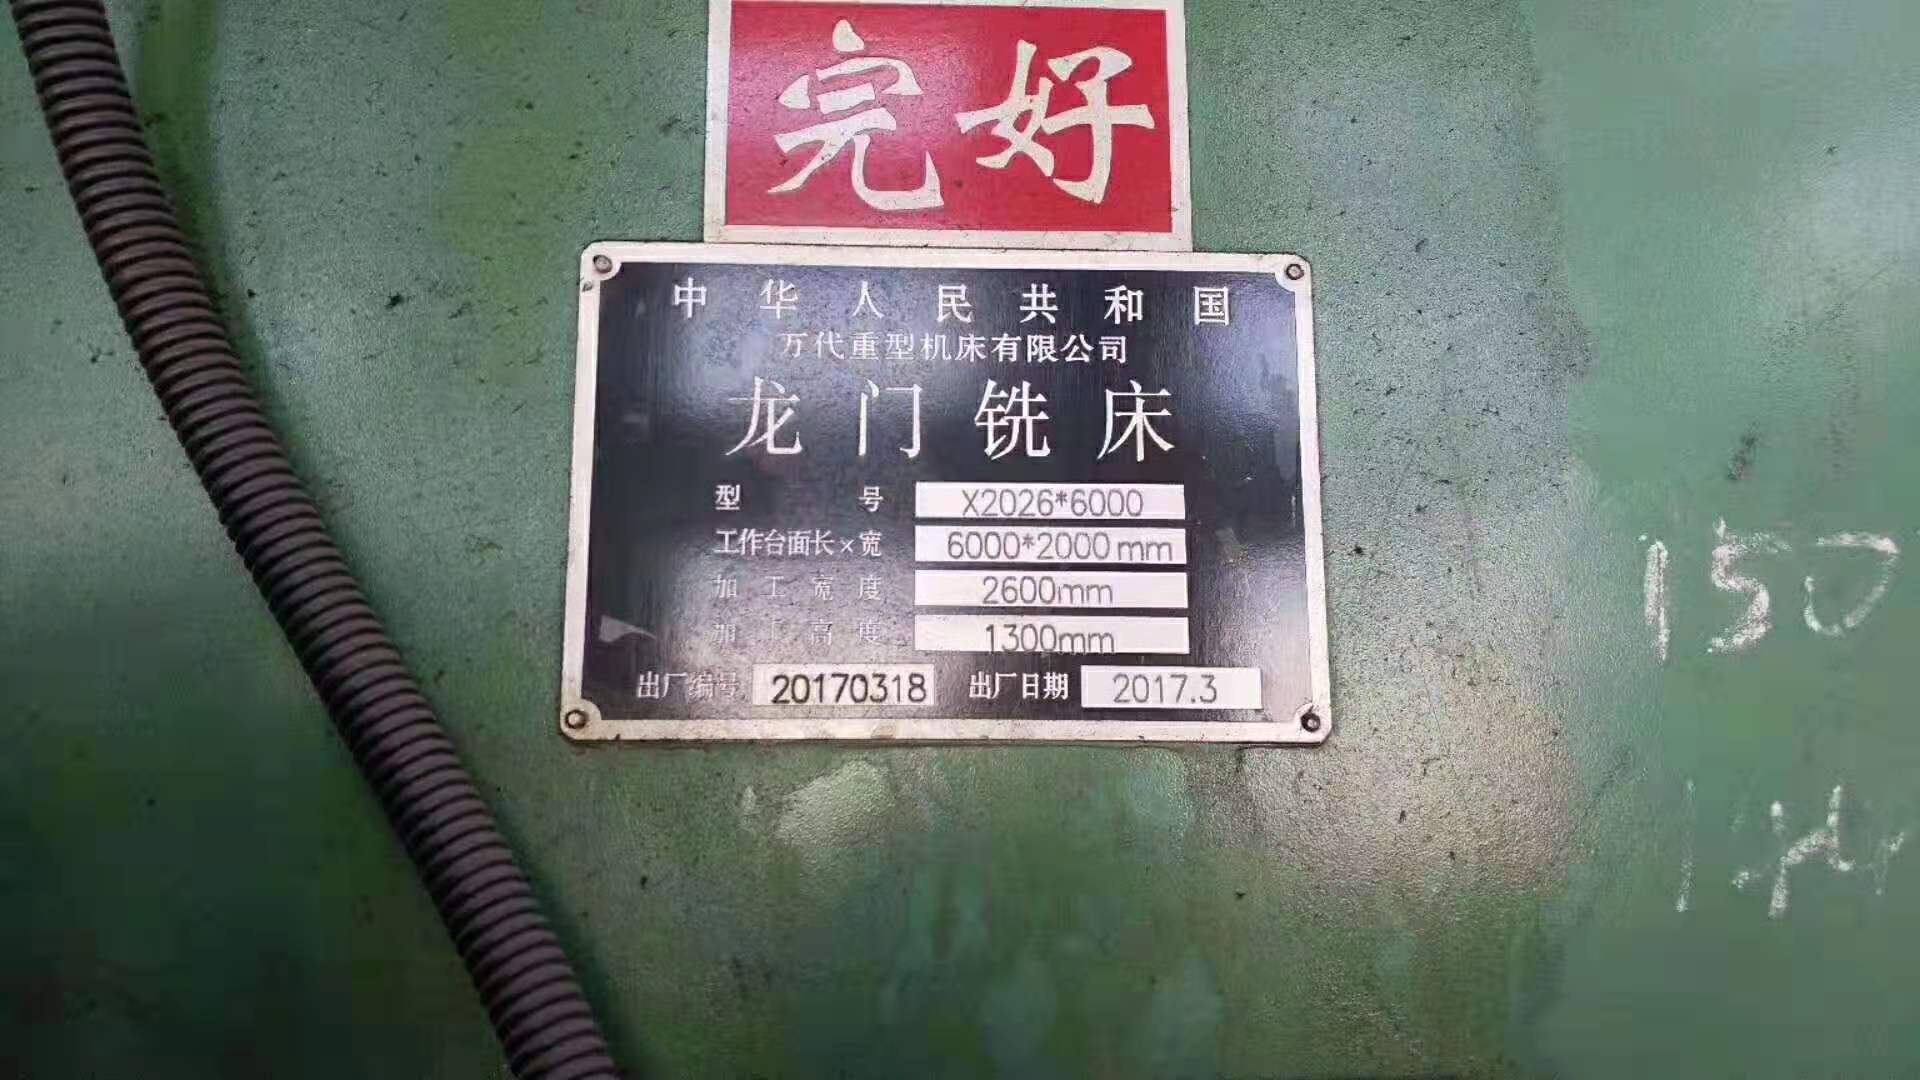 完好
中华人民共和国
万代重型机床有限公司
龙门铣床
型号 X2026*6000
工作台面长×宽 6000*2000mm
加工宽度 2600mm
加工高度 1300mm
出厂编号 20170318 出厂日期 2017.3
150